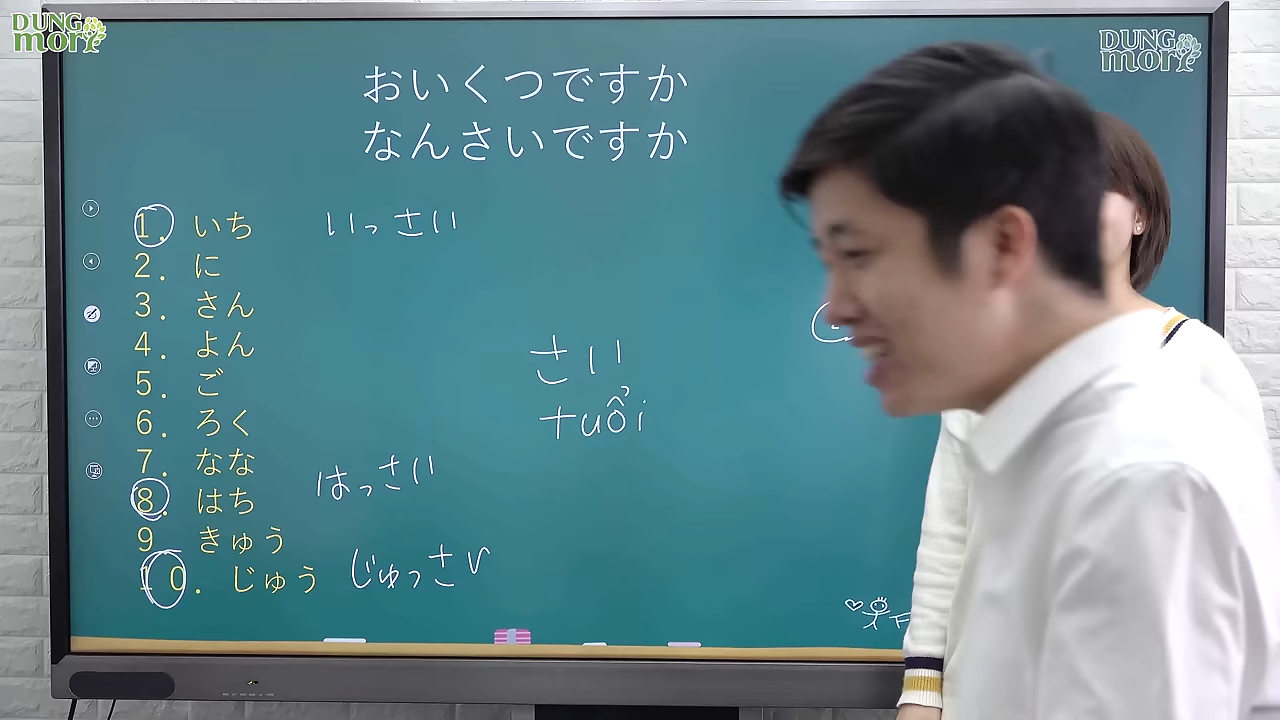 DUNG
mori
DUNG
mori
おいくつですか
なんさいですか
1. いち いっさい
2. に
3. さん
4. よん
5. ご
6. ろく
7. なな
8. はち はっさい
9. きゅう
10. じゅう じゅっさい
さい
tuổi